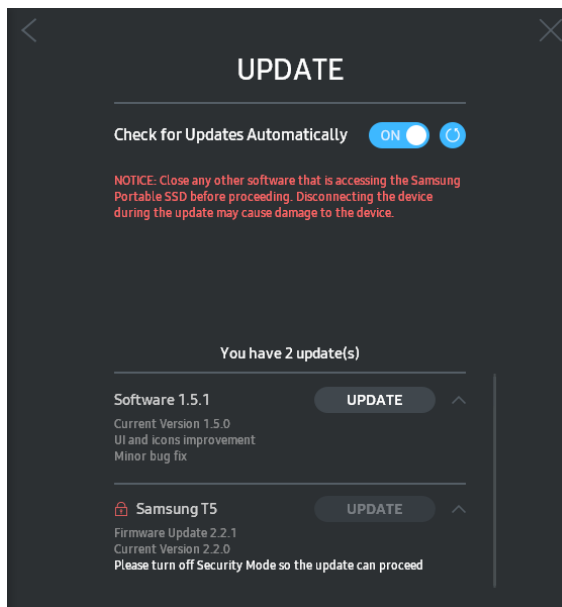 UPDATE
Check for Updates Automatically ON
NOTICE: Close any other software that is accessing the Samsung
Portable SSD before proceeding. Disconnecting the device
during the update may cause damage to the device.
You have 2 update(s)
Software 1.5.1 UPDATE
Current Version 1.5.0
UI and icons improvement
Minor bug fix
Samsung T5 UPDATE
Firmware Update 2.2.1
Current Version 2.2.0
Please turn off Security Mode so the update can proceed